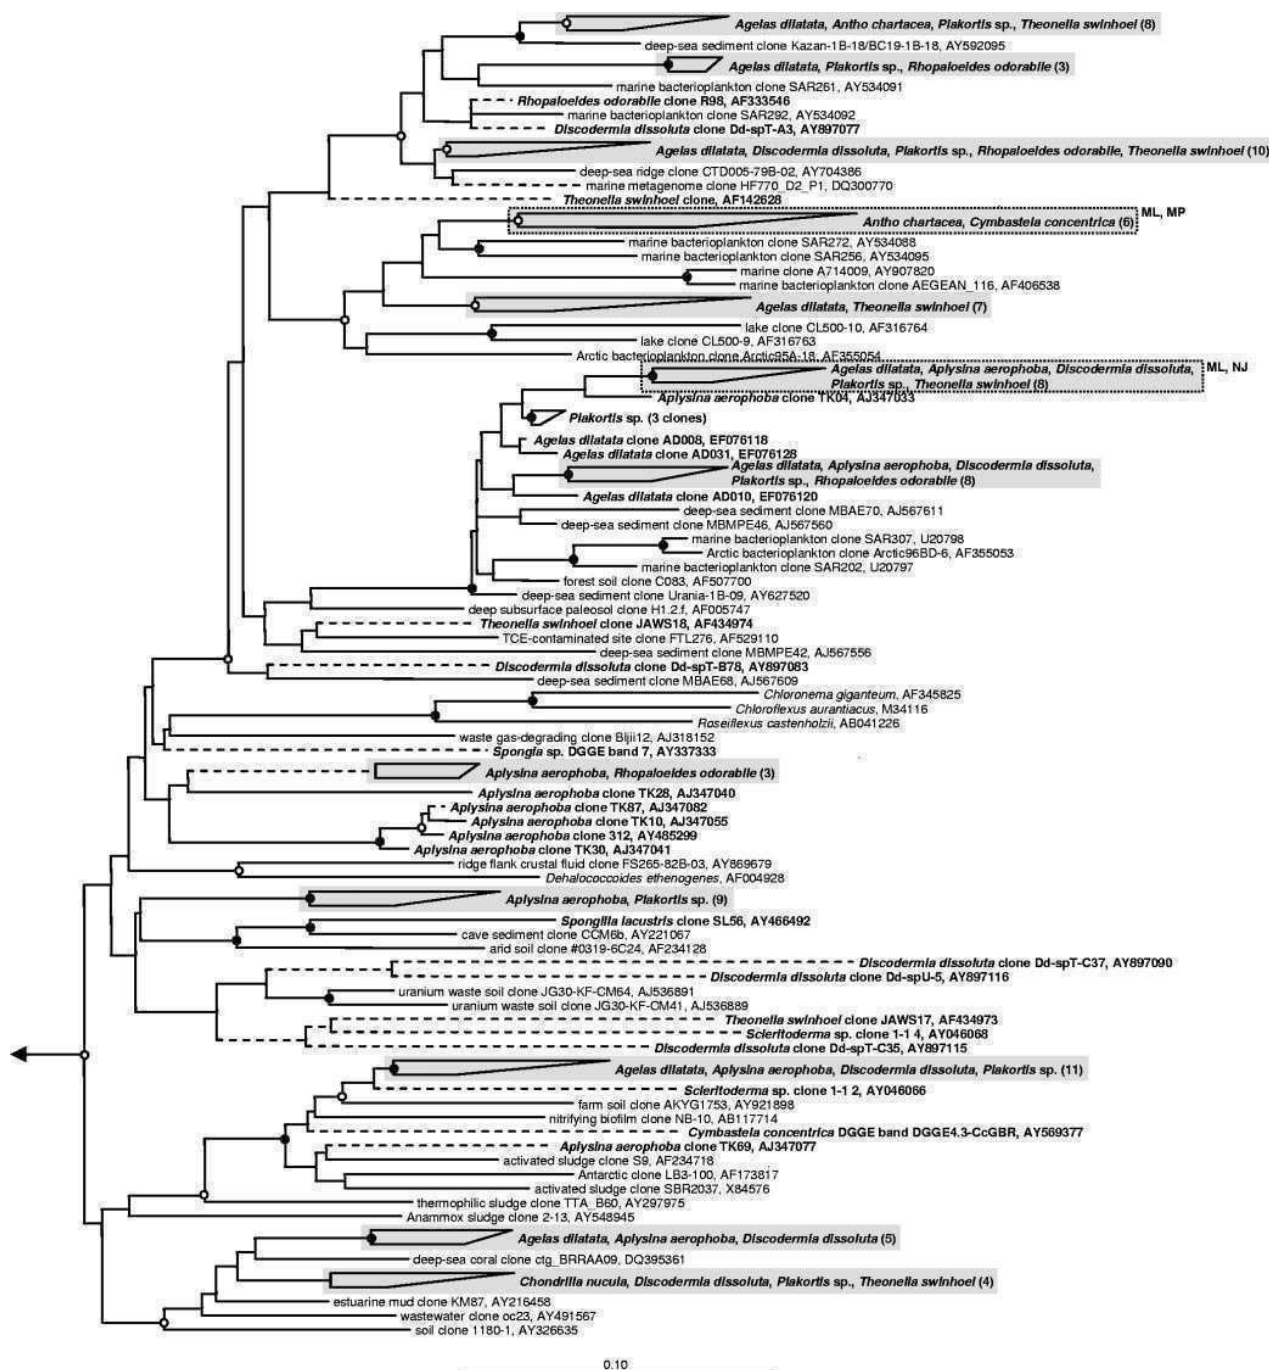 Agelas dilatata, Antho chartacea, Plakortis sp., Theonella swinhoei (8)
deep-sea sediment clone Kazan-1B-18/BC19-1B-18, AY592095
Agelas dilatata, Plakortis sp., Rhopaloeides odorabile (3)
marine bacterioplankton clone SAR261, AY534091
Rhopaloeides odorabile clone R98, AF333546
marine bacterioplankton clone SAR292, AY534092
Discodermia dissoluta clone Dd-spT-A3, AY897077
Agelas dilatata, Discodermia dissoluta, Plakortis sp., Rhopaloeides odorabile, Theonella swinhoei (10)
deep-sea ridge clone CTD005-79B-02, AY704386
marine metagenome clone HF770_D2_P1, DQ300770
Theonella swinhoei clone, AF142628
ML, MP
Antho chartacea, Cymbastela concentrica (6)
marine bacterioplankton clone SAR272, AY534088
marine bacterioplankton clone SAR256, AY534095
marine clone A714009, AY907820
marine bacterioplankton clone AEGEAN_116, AF406538
Agelas dilatata, Theonella swinhoei (7)
lake clone CL500-10, AF316764
lake clone CL500-9, AF316763
Arctic bacterioplankton clone Arctic95A-18, AF355054
Agelas dilatata, Aplysina aerophoba, Discodermia dissoluta,
ML, NJ
Plakortis sp., Theonella swinhoei (8)
Aplysina aerophoba clone TK04, AJ347033
Plakortis sp. (3 clones)
Agelas dilatata clone AD008, EF076118
Agelas dilatata clone AD031, EF076128
Agelas dilatata, Aplysina aerophoba, Discodermia dissoluta,
Plakortis sp., Rhopaloeides odorabile (8)
Agelas dilatata clone AD010, EF076120
deep-sea sediment clone MBAE70, AJ567611
deep-sea sediment clone MBMPE46, AJ567560
marine bacterioplankton clone SAR307, U20798
Arctic bacterioplankton clone Arctic96BD-6, AF355053
marine bacterioplankton clone SAR202, U20797
forest soil clone C083, AF507700
deep-sea sediment clone Urania-1B-09, AY627520
deep subsurface paleosol clone H1.2.f, AF005747
Theonella swinhoei clone JAWS18, AF434974
TCE-contaminated site clone FTL276, AF529110
deep-sea sediment clone MBMPE42, AJ567556
Discodermia dissoluta clone Dd-spT-B78, AY897083
deep-sea sediment clone MBAE68, AJ567609
Chloronema giganteum, AF345825
Chloroflexus aurantiacus, M34116
Roseiflexus castenholzii, AB041226
waste gas-degrading clone BIjii12, AJ318152
Spongia sp. DGGE band 7, AY337333
Aplysina aerophoba, Rhopaloeides odorabile (3)
Aplysina aerophoba clone TK28, AJ347040
Aplysina aerophoba clone TK87, AJ347082
Aplysina aerophoba clone TK10, AJ347055
Aplysina aerophoba clone 312, AY485299
Aplysina aerophoba clone TK30, AJ347041
ridge flank crustal fluid clone FS265-82B-03, AY869679
Dehalococcoides ethenogenes, AF004928
Aplysina aerophoba, Plakortis sp. (9)
Spongilla lacustris clone SL56, AY466492
cave sediment clone CCM6b, AY221067
arid soil clone #0319-6C24, AF234128
Discodermia dissoluta clone Dd-spT-C37, AY897090
Discodermia dissoluta clone Dd-spU-5, AY897116
uranium waste soil clone JG30-KF-CM64, AJ536891
uranium waste soil clone JG30-KF-CM41, AJ536889
Theonella swinhoei clone JAWS17, AF434973
Scleritoderma sp. clone 1-1 4, AY046068
Discodermia dissoluta clone Dd-spT-C35, AY897115
Agelas dilatata, Aplysina aerophoba, Discodermia dissoluta, Plakortis sp. (11)
Scleritoderma sp. clone 1-1 2, AY046066
farm soil clone AKYG1753, AY921898
nitrifying biofilm clone NB-10, AB117714
Cymbastela concentrica DGGE band DGGE4.3-CcGBR, AY569377
Aplysina aerophoba clone TK69, AJ347077
activated sludge clone S9, AF234718
Antarctic clone LB3-100, AF173817
activated sludge clone SBR2037, X84576
thermophilic sludge clone TTA_B60, AY297975
Anammox sludge clone 2-13, AY548945
Agelas dilatata, Aplysina aerophoba, Discodermia dissoluta (5)
deep-sea coral clone ctg_BRRAA09, DQ395361
Chondrilla nucula, Discodermia dissoluta, Plakortis sp., Theonella swinhoei (4)
estuarine mud clone KM87, AY216458
wastewater clone oc23, AY491567
soil clone 1180-1, AY326635
0.10